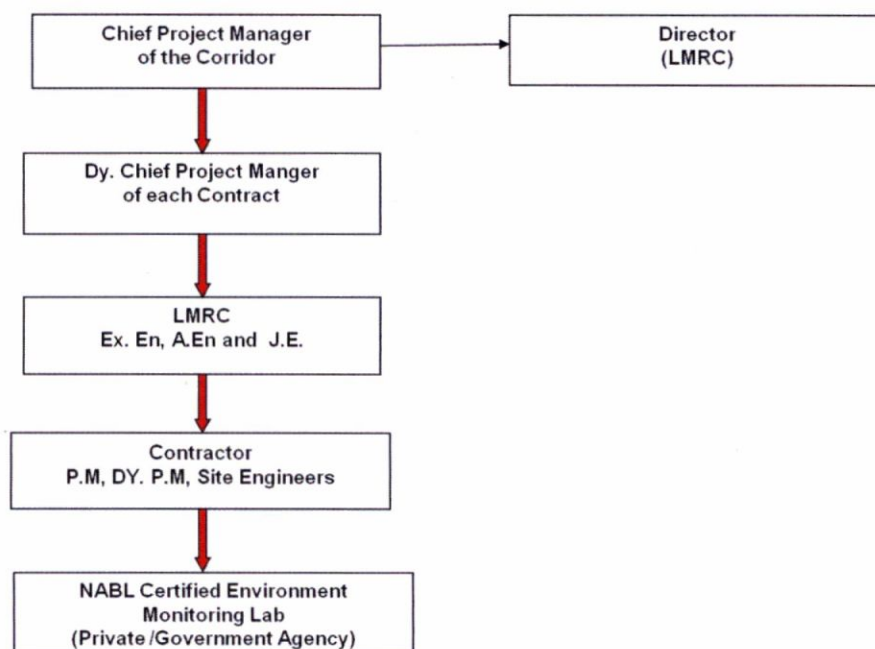 Chief Project Manager
of the Corridor
Director
(LMRC)
Dy. Chief Project Manger
of each Contract
LMRC
Ex. En, A.En and J.E.
Contractor
P.M, DY. P.M, Site Engineers
NABL Certified Environment
Monitoring Lab
(Private /Government Agency)